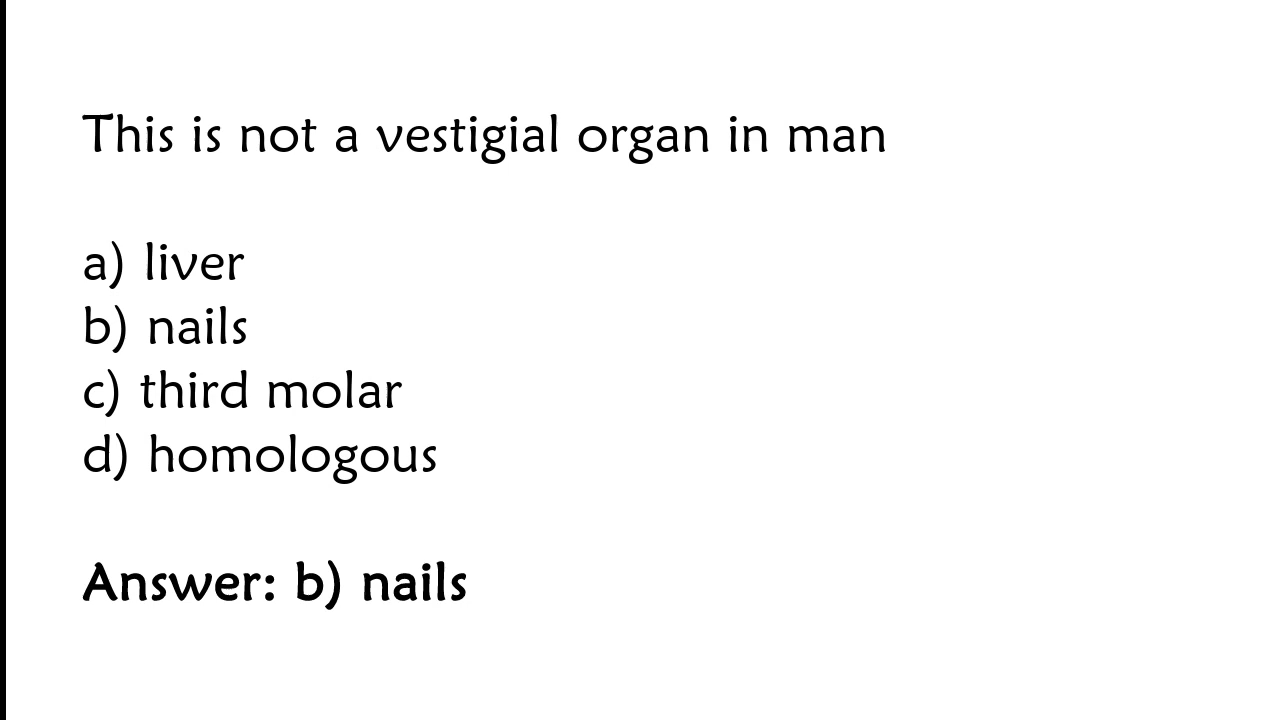 This is not a vestigial organ in man
a) liver
b) nails
c) third molar
d) homologous
Answer: b) nails